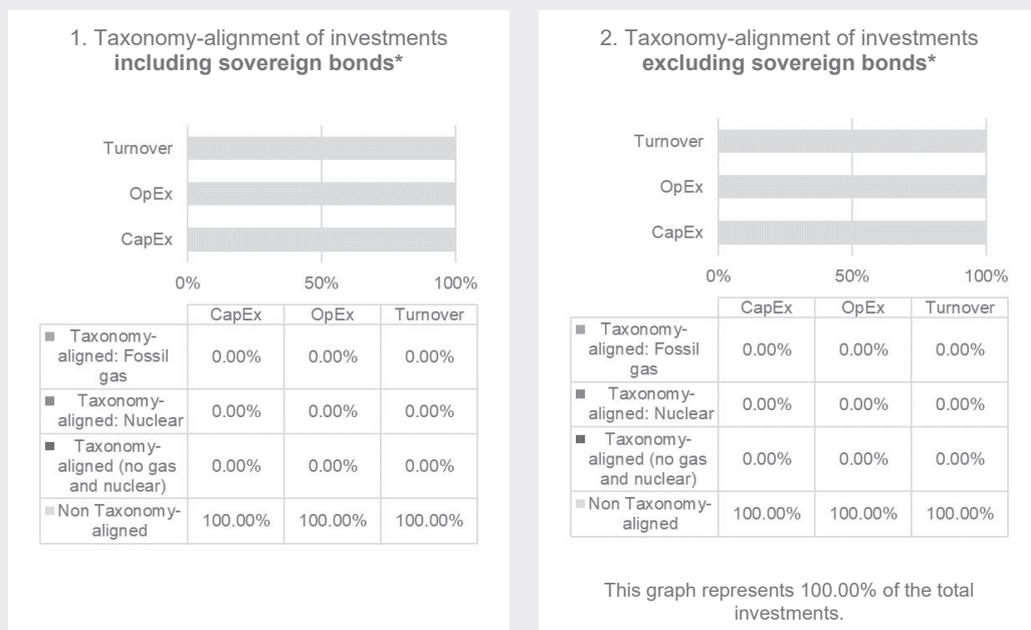 1. Taxonomy-alignment of investments
including sovereign bonds*
Turnover
OpEx
CapEx
0% 50% 100%
CapEx OpEx Turnover
Taxonomy-
aligned: Fossil
gas
0.00% 0.00% 0.00%
Taxonomy-
aligned: Nuclear
0.00% 0.00% 0.00%
Taxonomy-
aligned (no gas
and nuclear)
0.00% 0.00% 0.00%
Non Taxonomy-
aligned
100.00% 100.00% 100.00%
2. Taxonomy-alignment of investments
excluding sovereign bonds*
Turnover
OpEx
CapEx
0% 50% 100%
CapEx OpEx Turnover
Taxonomy-
aligned: Fossil
gas
0.00% 0.00% 0.00%
Taxonomy-
aligned: Nuclear
0.00% 0.00% 0.00%
Taxonomy-
aligned (no gas
and nuclear)
0.00% 0.00% 0.00%
Non Taxonomy-
aligned
100.00% 100.00% 100.00%
This graph represents 100.00% of the total
investments.